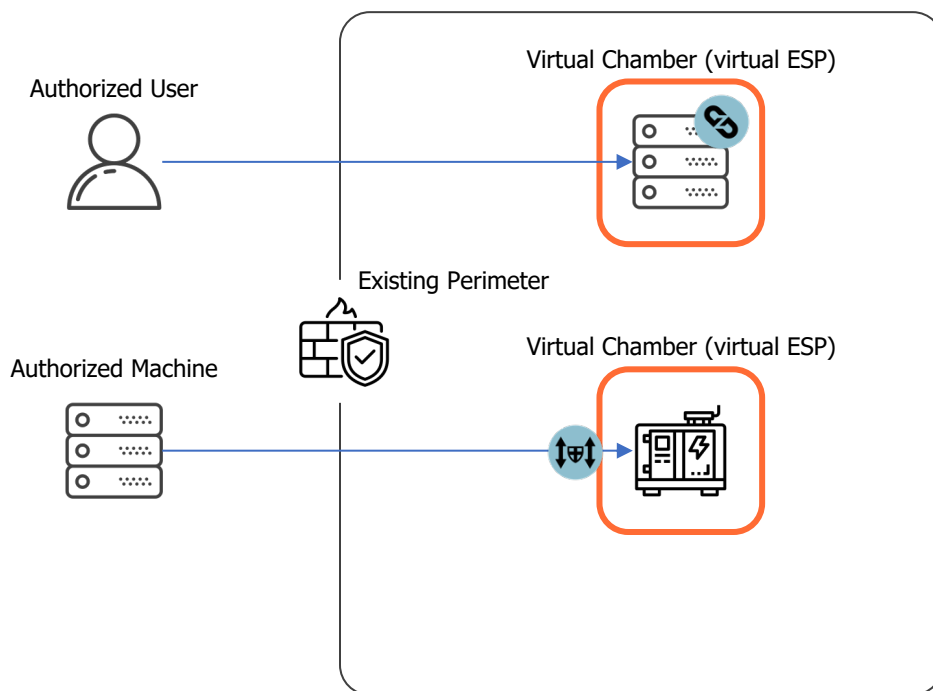 Virtual Chamber (virtual ESP)
Authorized User
Existing Perimeter
Virtual Chamber (virtual ESP)
Authorized Machine